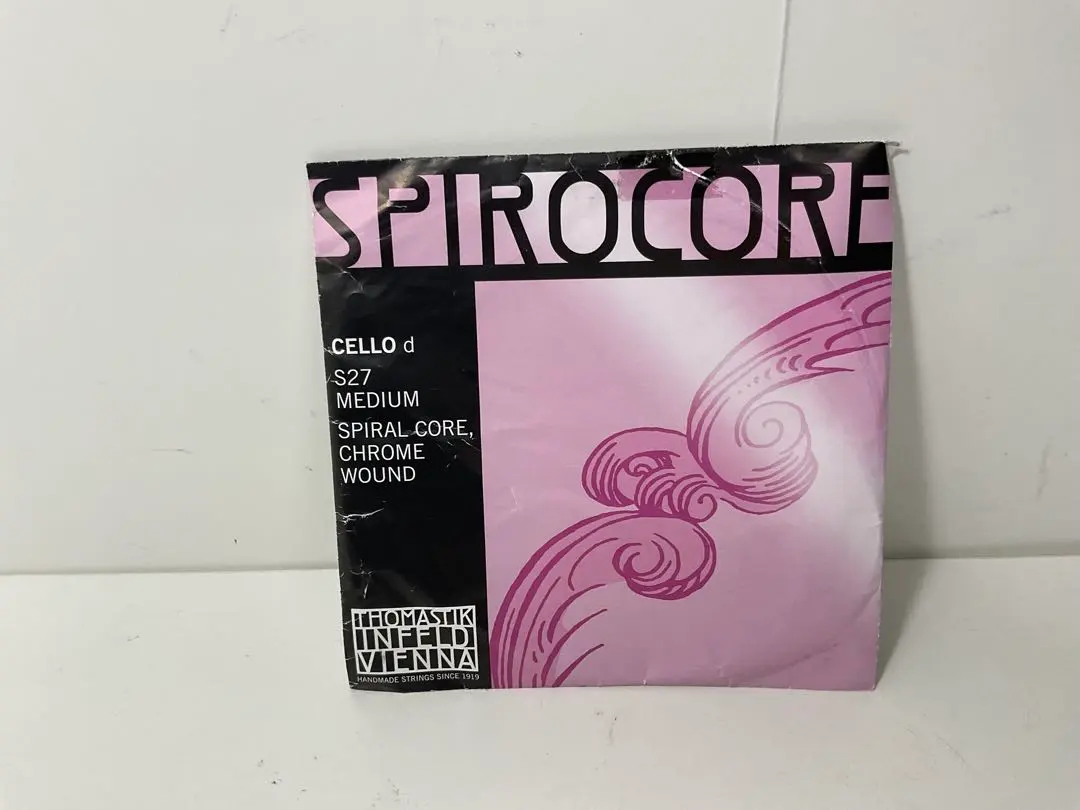 SPIROCORE
CELLO d
S27
MEDIUM
SPIRAL CORE,
CHROME
WOUND
THOMASTIK
INFELD
VIENNA
HANDMADE STRINGS SINCE 1919